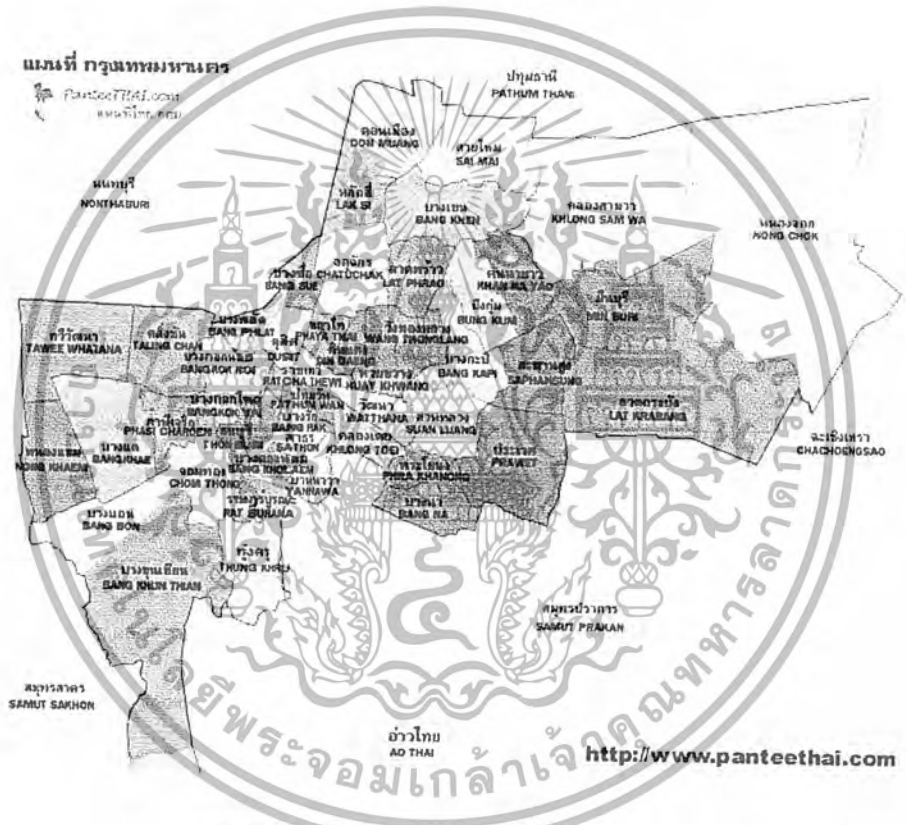 แผนที่ กรุงเทพมหานคร
PanteeTHAI.com
ปทุมธานี
PATHUM THANI
ดอนเมือง
DON MUANG
สายไหม
SAI MAI
นนทบุรี
NONTHABURI
หลักสี่
LAK SI
บางเขน
BANG KHEN
คลองสามวา
KHLONG SAM WA
หนองจอก
NONG CHOK
บางซื่อ
BANG SUE
จตุจักร
CHATUCHAK
ลาดพร้าว
LAT PHRAO
คันนายาว
KHAN NA YAO
บึงกุ่ม
BUNG KUM
มีนบุรี
MIN BURI
ทวีวัฒนา
TAWEE WHATANA
ตลิ่งชัน
TALING CHAN
บางพลัด
BANG PHLAT
ดุสิต
DUSIT
พญาไท
PHAYA THAI
วังทองหลาง
WANG THONGLANG
ดินแดง
DIN DAENG
บางกะปิ
BANG KAPI
สะพานสูง
SAPHANSUNG
บางกอกน้อย
BANGKOK NOI
ราชเทวี
RATCHA THEWI
ห้วยขวาง
HUAY KHWANG
ลาดกระบัง
LAT KRABANG
บางกอกใหญ่
BANGKOK YAI
ปทุมวัน
PATHUM WAN
วัฒนา
WATTHANA
สวนหลวง
SUAN LUANG
ภาษีเจริญ
PHASI CHAROEN
ธนบุรี
THON BURI
บางรัก
BANG RAK
สาธร
SATHON
คลองเตย
KHLONG TOEI
ประเวศ
PRAWET
ฉะเชิงเทรา
CHACHOENGSAO
หนองแขม
NONG KHAEM
บางแค
BANGKHAE
จอมทอง
CHOM THONG
บางคอแหลม
BANG KHOLAEM
ยานนาวา
YANNAWA
พระโขนง
PHRA KHANONG
บางนา
BANG NA
ราษฎร์บูรณะ
RAT BURANA
บางบอน
BANG BON
ทุ่งครุ
THUNG KHRU
บางขุนเทียน
BANG KHUN THIAN
สมุทรปราการ
SAMUT PRAKAN
สมุทรสาคร
SAMUT SAKHON
อ่าวไทย
AO THAI
http://www.panteethai.com
พระจอมเกล้าเจ้าคุณทหารลาดกระบัง